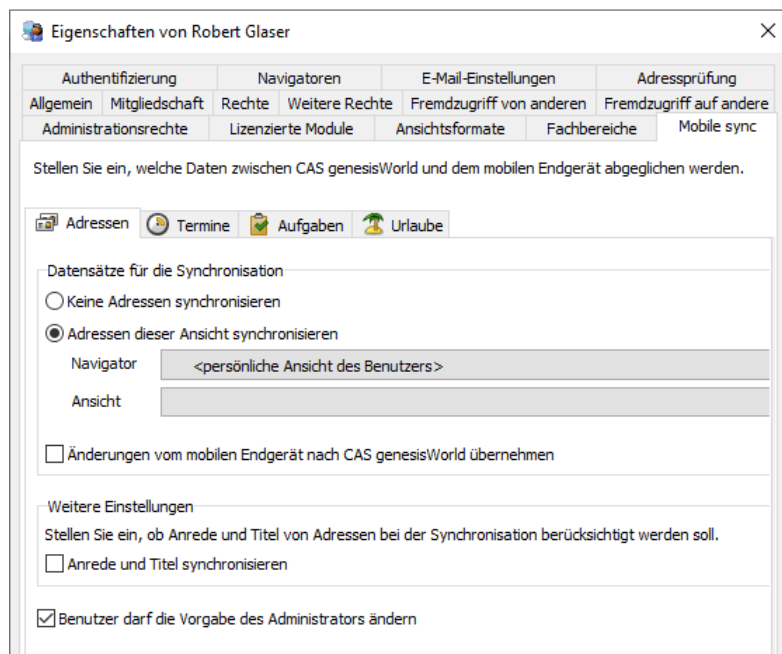 Eigenschaften von Robert Glaser
Authentifizierung Navigatoren E-Mail-Einstellungen Adressprüfung
Allgemein Mitgliedschaft Rechte Weitere Rechte Fremdzugriff von anderen Fremdzugriff auf andere
Administrationsrechte Lizenzierte Module Ansichtsformate Fachbereiche Mobile sync
Stellen Sie ein, welche Daten zwischen CAS genesisWorld und dem mobilen Endgerät abgeglichen werden.
Adressen Termine Aufgaben Urlaube
Datensätze für die Synchronisation
Keine Adressen synchronisieren
Adressen dieser Ansicht synchronisieren
Navigator <persönliche Ansicht des Benutzers>
Ansicht
Änderungen vom mobilen Endgerät nach CAS genesisWorld übernehmen
Weitere Einstellungen
Stellen Sie ein, ob Anrede und Titel von Adressen bei der Synchronisation berücksichtigt werden soll.
Anrede und Titel synchronisieren
Benutzer darf die Vorgabe des Administrators ändern